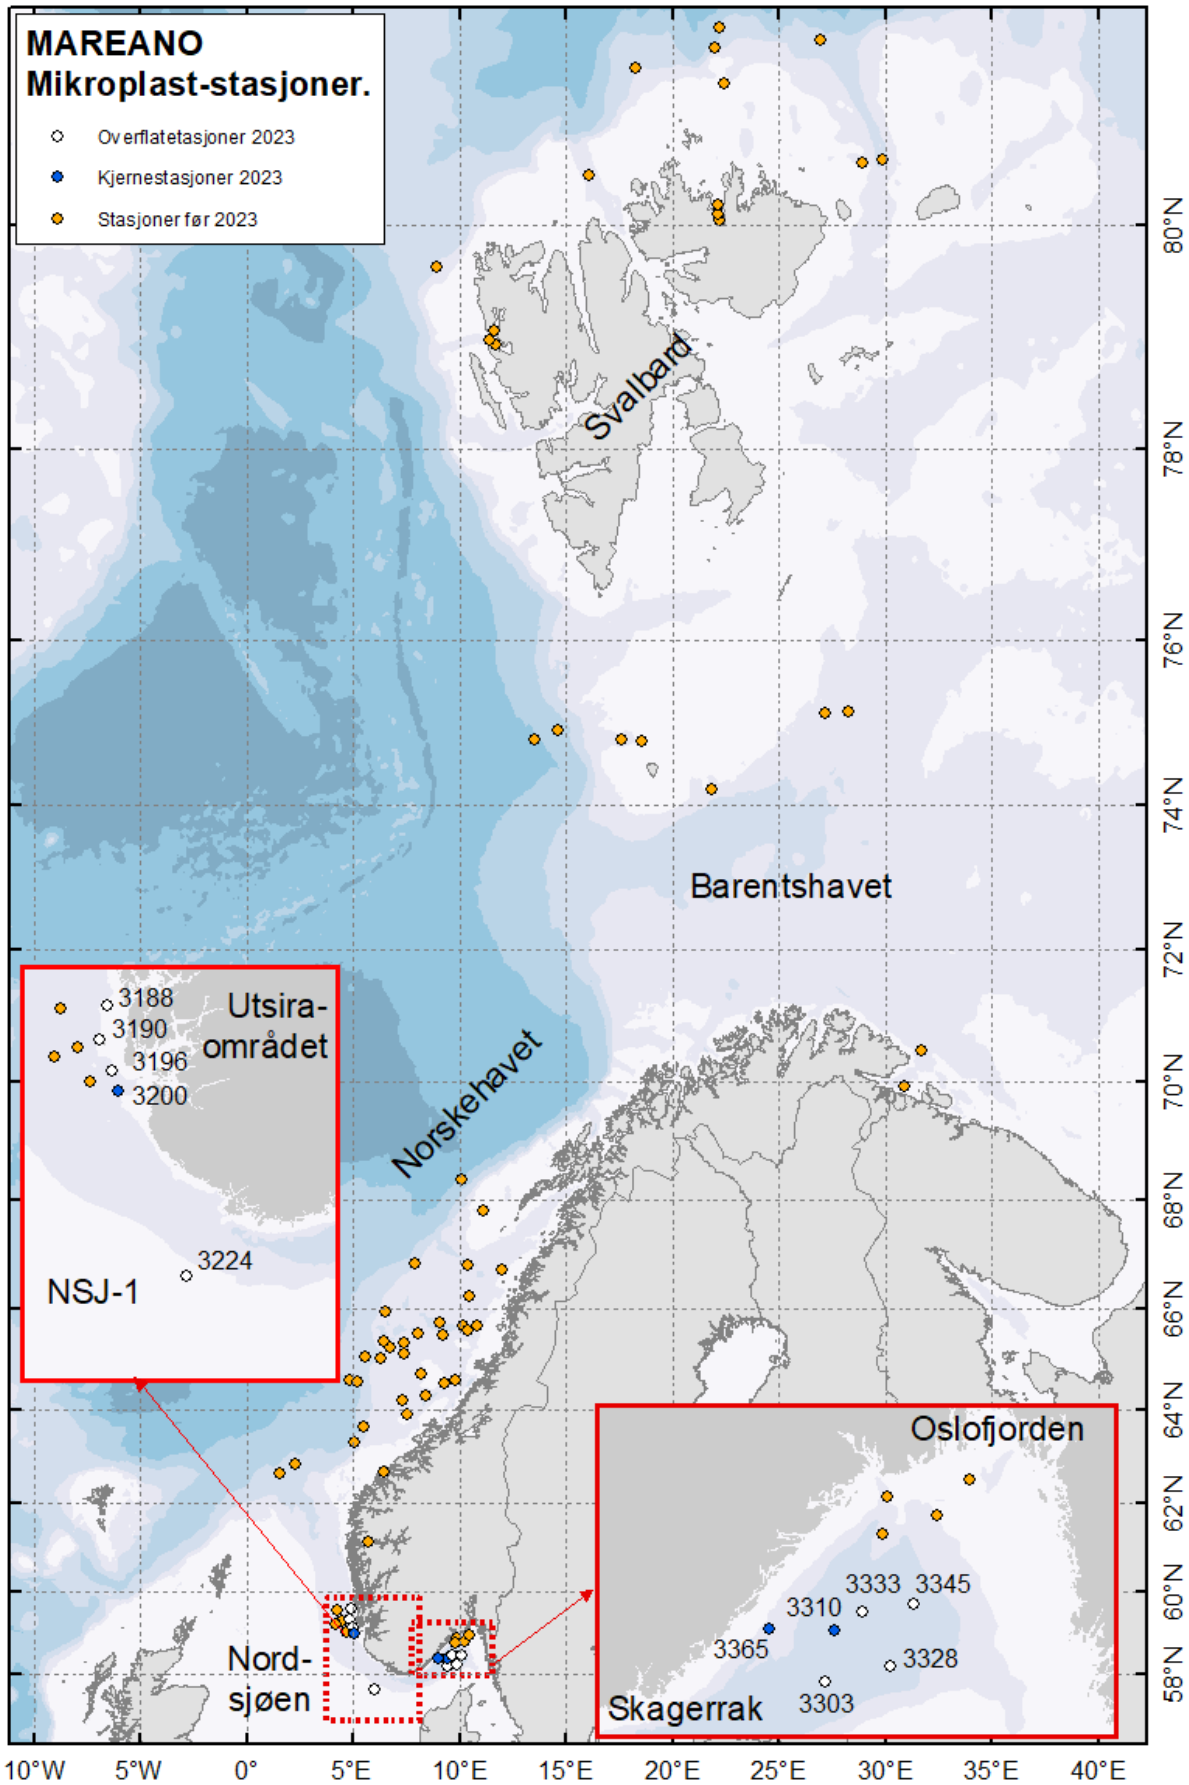 MAREANO
Mikroplast-stasjoner.
Overflatetasjoner 2023
Kjernestasjoner 2023
Stasjoner før 2023
80°N
78°N
76°N
74°N
72°N
70°N
68°N
66°N
64°N
62°N
60°N
58°N
Svalbard
Barentshavet
Norskehavet
Utsira-
området
3188
3190
3196
3200
3224
NSJ-1
Nord-
sjøen
Oslofjorden
3333
3345
3310
3365
3328
3303
Skagerrak
10°W
5°W
0°
5°E
10°E
15°E
20°E
25°E
30°E
35°E
40°E